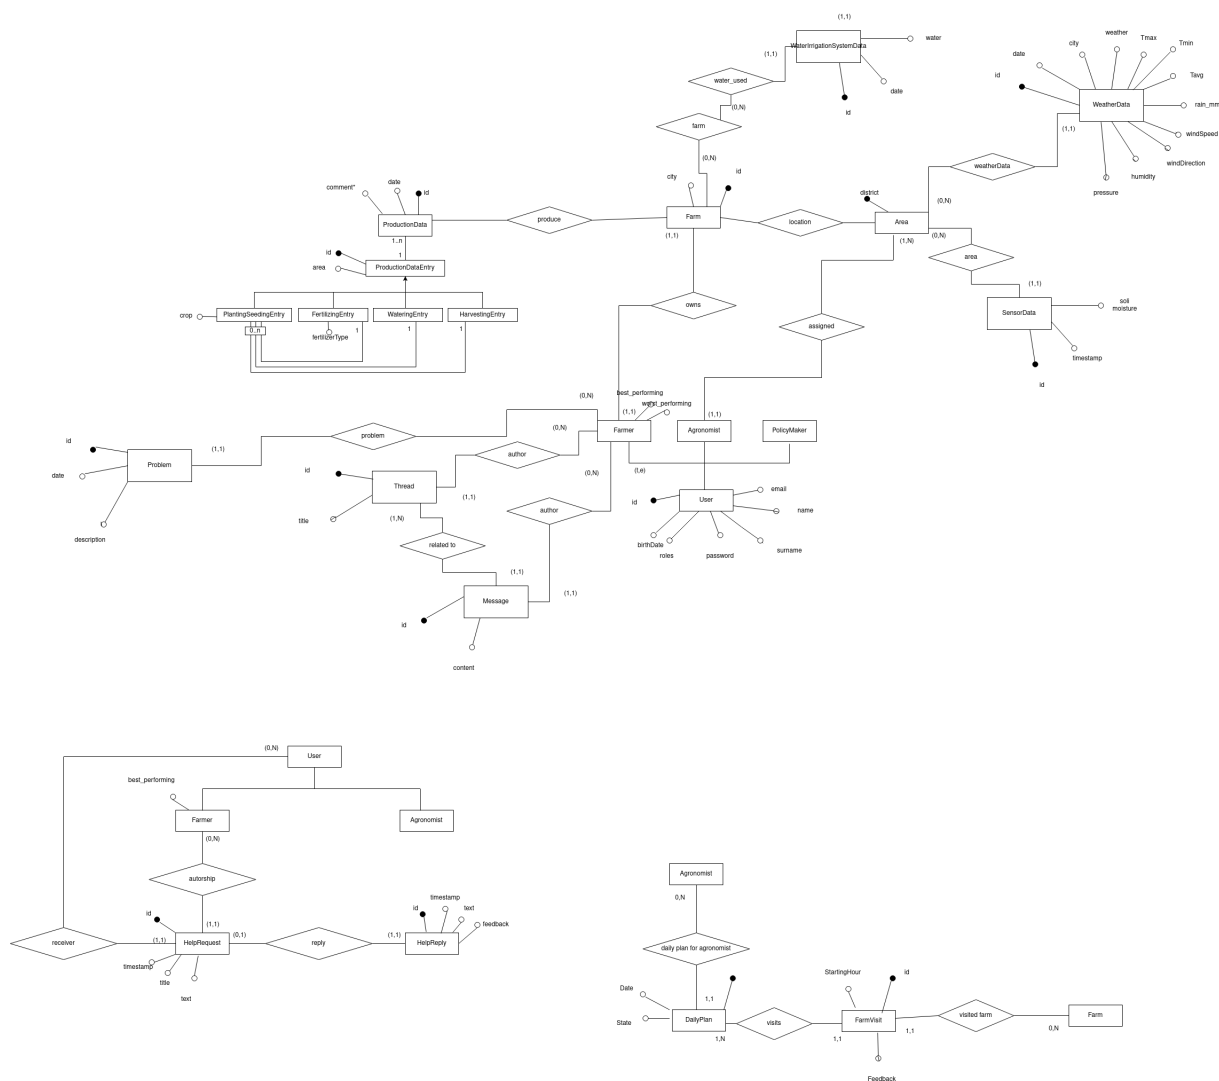 (1,1)
WaterIrrigationSystemData
water
(1,1)
date
id
water_used
(0,N)
farm
(0,N)
city
weather
Tmax
Tmin
date
id
Tavg
rain_mm
WeatherData
windSpeed
windDirection
humidity
pressure
(1,1)
weatherData
(0,N)
comment*
date
id
ProductionData
1..n
1
produce
city
id
Farm
(1,1)
location
district
Area
(1,N)
(0,N)
area
(1,1)
SensorData
soil
moisture
timestamp
id
id
area
ProductionDataEntry
crop
PlantingSeedingEntry
FertilizingEntry
WateringEntry
HarvestingEntry
0..n
fertilizerType
1
1
1
owns
assigned
best_performing
worst_performing
(0,N)
(1,1)
(1,1)
Farmer
Agronomist
PolicyMaker
(0,N)
(0,N)
(t,e)
id
date
description
Problem
(1,1)
problem
id
title
Thread
(1,1)
author
(1,N)
related to
(1,1)
author
(1,1)
id
content
Message
id
User
email
name
surname
password
roles
birthDate
(0,N)
User
best_performing
Farmer
Agronomist
(0,N)
autorship
(1,1)
id
receiver
(1,1)
HelpRequest
(0,1)
reply
(1,1)
HelpReply
id
timestamp
text
feedback
timestamp
title
text
Agronomist
0,N
daily plan for agronomist
1,1
Date
State
DailyPlan
1,N
visits
1,1
StartingHour
id
FarmVisit
1,1
Feedback
visited farm
0,N
Farm